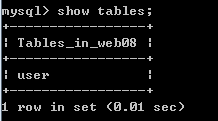 mysql> show tables;
+-----------------+
| Tables_in_web08 |
+-----------------+
| user            |
+-----------------+
1 row in set (0.01 sec)